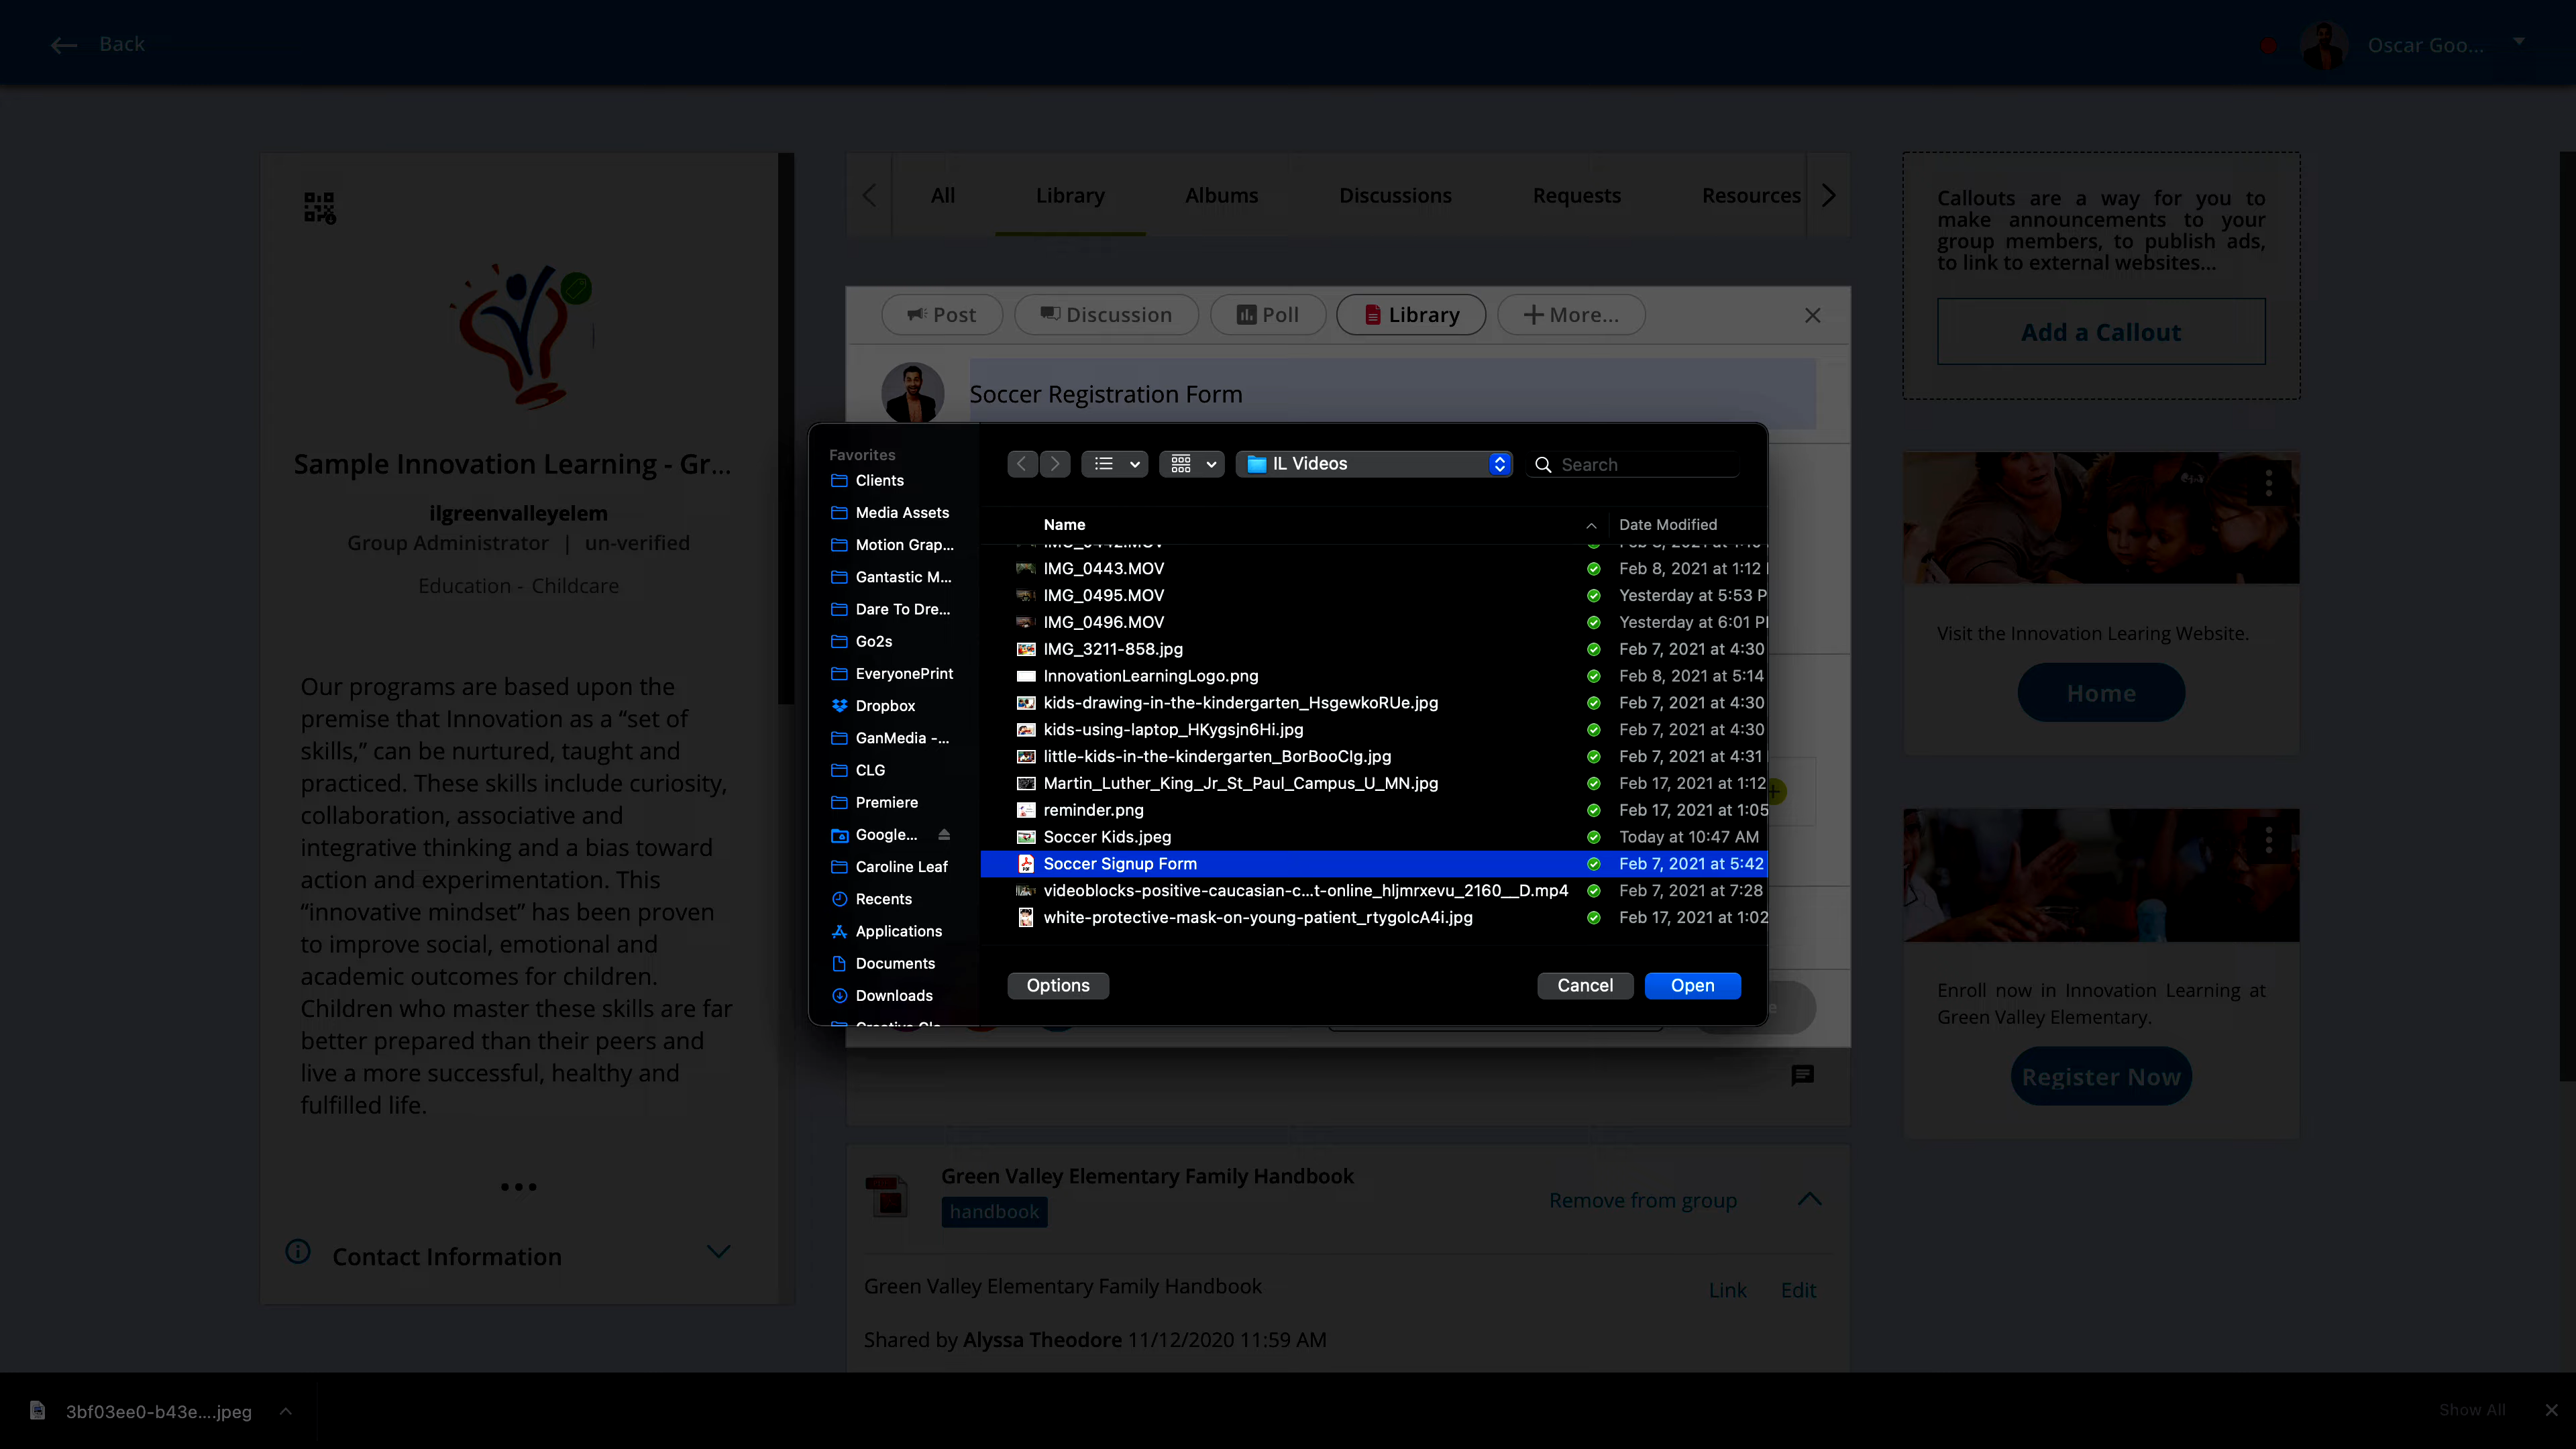 Back
Oscar Goo...
All
Library
Albums
Discussions
Requests
Resources
Post
Discussion
Poll
Library
More...
Soccer Registration Form
Callouts are a way for you to
make announcements to your
group members, to publish ads,
to link to external websites...
Add a Callout
Sample Innovation Learning - Gr...
ilgreenvalleyelem
Group Administrator | un-verified
Education - Childcare
Our programs are based upon the
premise that Innovation as a “set of
skills,” can be nurtured, taught and
practiced. These skills include curiosity,
collaboration, associative and
integrative thinking and a bias toward
action and experimentation. This
“innovative mindset” has been proven
to improve social, emotional and
academic outcomes for children.
Children who master these skills are far
better prepared than their peers and
live a more successful, healthy and
fulfilled life.
Contact Information
Favorites
Clients
Media Assets
Motion Grap...
Gantastic M...
Dare To Dre...
Go2s
EveryonePrint
Dropbox
GanMedia -...
CLG
Premiere
Google...
Caroline Leaf
Recents
Applications
Documents
Downloads
IL Videos
Search
Name
Date Modified
IMG_0443.MOV
Feb 8, 2021 at 1:12
IMG_0495.MOV
Yesterday at 5:53 P
IMG_0496.MOV
Yesterday at 6:01 P
IMG_3211-858.jpg
Feb 7, 2021 at 4:30
InnovationLearningLogo.png
Feb 8, 2021 at 5:14
kids-drawing-in-the-kindergarten_HsgewkoRUe.jpg
Feb 7, 2021 at 4:30
kids-using-laptop_HKygsjn6Hi.jpg
Feb 7, 2021 at 4:30
little-kids-in-the-kindergarten_BorBooClg.jpg
Feb 7, 2021 at 4:31
Martin_Luther_King_Jr_St_Paul_Campus_U_MN.jpg
Feb 17, 2021 at 1:12
reminder.png
Feb 17, 2021 at 1:05
Soccer Kids.jpeg
Today at 10:47 AM
Soccer Signup Form
Feb 7, 2021 at 5:42
videoblocks-positive-caucasian-c...t-online_hljmrxevu_2160__D.mp4
Feb 7, 2021 at 7:28
white-protective-mask-on-young-patient_rtygolcA4i.jpg
Feb 17, 2021 at 1:02
Options
Cancel
Open
Visit the Innovation Learing Website.
Home
Enroll now in Innovation Learning at
Green Valley Elementary.
Register Now
Green Valley Elementary Family Handbook
handbook
Remove from group
Green Valley Elementary Family Handbook
Link
Edit
Shared by Alyssa Theodore 11/12/2020 11:59 AM
3bf03ee0-b43e....jpeg
Show All